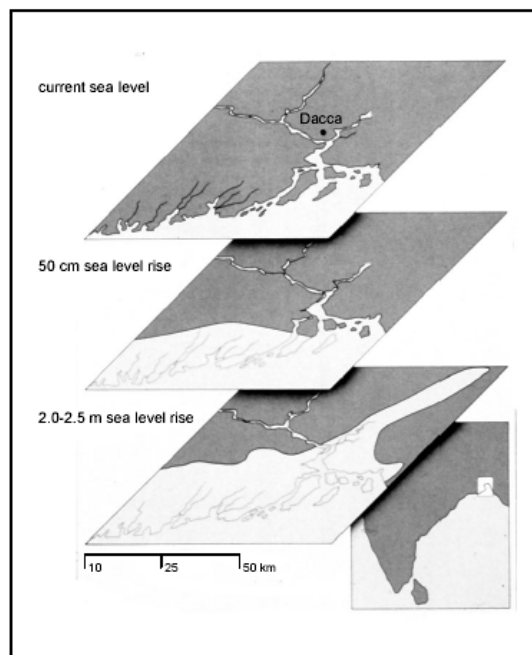 current sea level
Dacca
50 cm sea level rise
2.0-2.5 m sea level rise
10 25 50 km